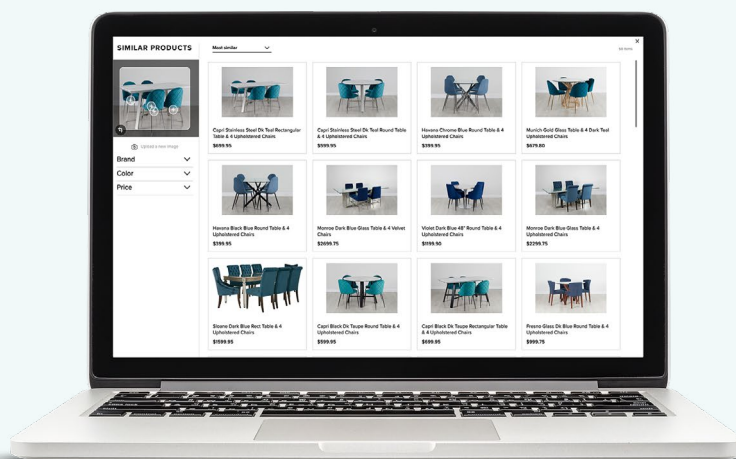 SIMILAR PRODUCTS
Most similar
Upload a new image
Brand
Color
Price
Capri Stainless Steel Dk Teal Rectangular
Table & 4 Upholstered Chairs
$699.95
Capri Stainless Steel Dk Teal Round Table
& 4 Upholstered Chairs
$599.95
Havana Chrome Blue Round Table & 4
Upholstered Chairs
$399.95
Munich Gold Glass Table & 4 Dark Teal
Upholstered Chairs
$679.80
Havana Black Blue Round Table & 4
Upholstered Chairs
$399.95
Monroe Dark Blue Glass Table & 4 Velvet
Chairs
$2699.75
Violet Dark Blue 48" Round Table & 4
Upholstered Chairs
$1199.90
Monroe Dark Blue Glass Table & 4
Upholstered Chairs
$2299.75
Sloane Dark Blue Rect Table & 4
Upholstered Chairs
$1599.95
Capri Black Dk Taupe Round Table & 4
Upholstered Chairs
$599.95
Capri Black Dk Taupe Rectangular Table
& 4 Upholstered Chairs
$699.95
Fresno Glass Dk Blue Round Table & 4
Upholstered Chairs
$999.75